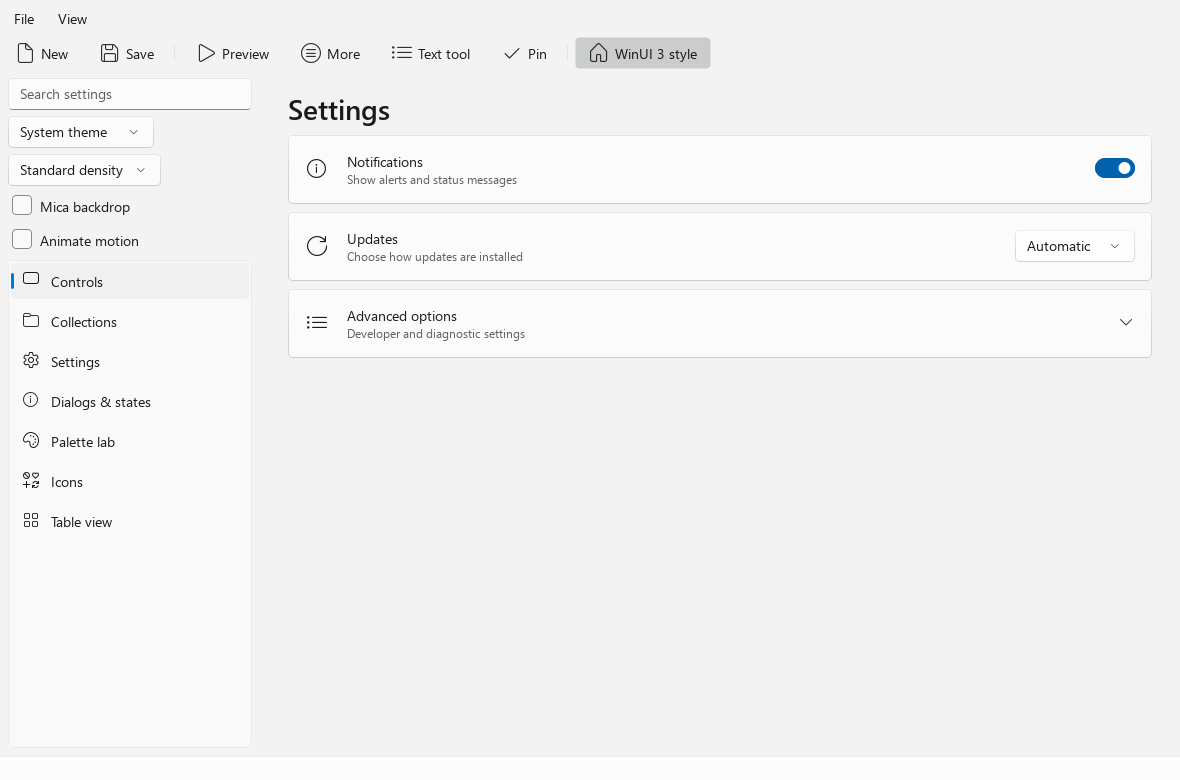 File View
New Save Preview More Text tool Pin WinUI 3 style
Search settings
System theme
Standard density
Mica backdrop
Animate motion
Controls
Collections
Settings
Dialogs & states
Palette lab
Icons
Table view
Settings
Notifications
Show alerts and status messages
Updates
Choose how updates are installed
Automatic
Advanced options
Developer and diagnostic settings